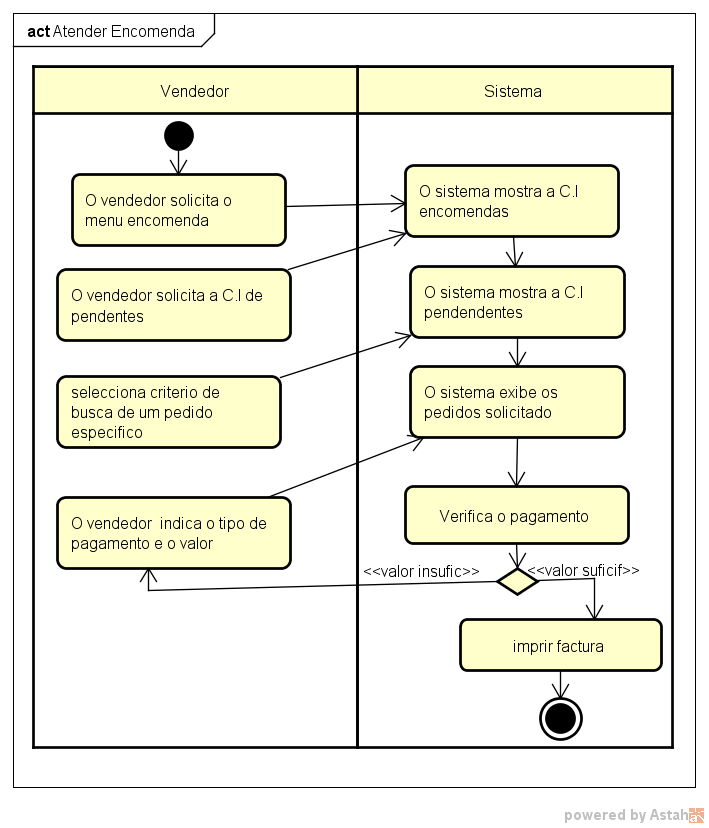 act Atender Encomenda
Vendedor
Sistema
O vendedor solicita o
menu encomenda
O sistema mostra a C.I
encomendas
O vendedor solicita a C.I de
pendentes
O sistema mostra a C.I
pendendentes
selecciona criterio de
busca de um pedido
especifico
O sistema exibe os
pedidos solicitado
O vendedor  indica o tipo de
pagamento e o valor
Verifica o pagamento
<<valor insufic>>
<<valor suficif>>
imprir factura
powered by Astah